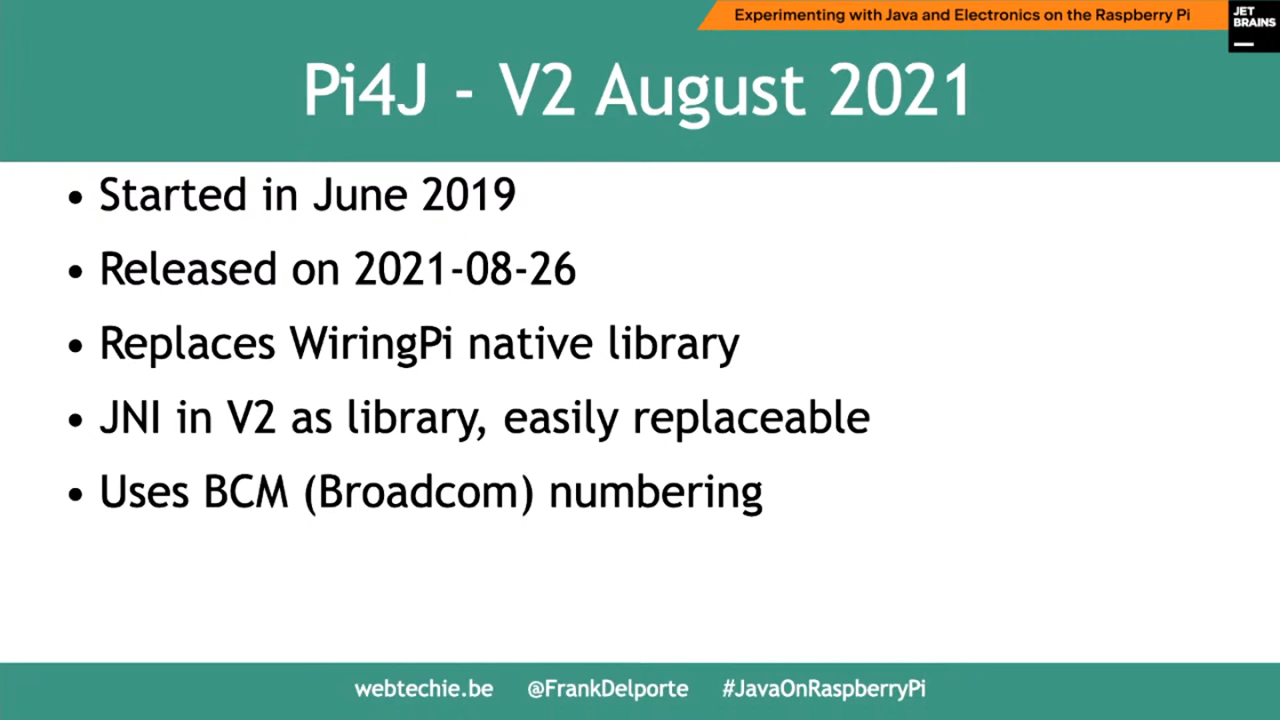 Experimenting with Java and Electronics on the Raspberry Pi
JET
BRAINS
Pi4J - V2 August 2021
• Started in June 2019
• Released on 2021-08-26
• Replaces WiringPi native library
• JNI in V2 as library, easily replaceable
• Uses BCM (Broadcom) numbering
webtechie.be @FrankDelporte #JavaOnRaspberryPi